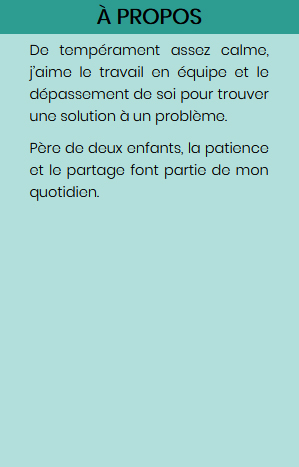 À PROPOS
De tempérament assez calme,
j'aime le travail en équipe et le
dépassement de soi pour trouver
une solution à un problème.
Père de deux enfants, la patience
et le partage font partie de mon
quotidien.